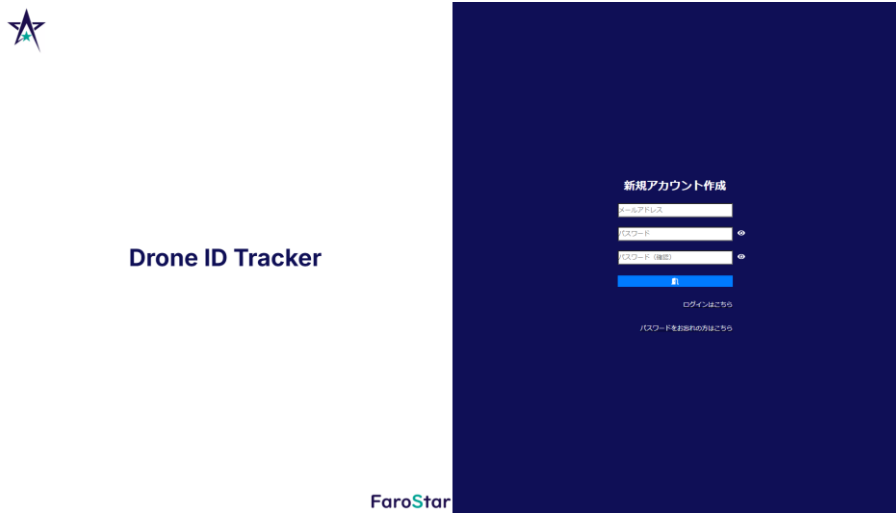 Drone ID Tracker
FaroStar
新規アカウント作成
メールアドレス
パスワード
パスワード（確認）
ログインはこちら
パスワードをお忘れの方はこちら